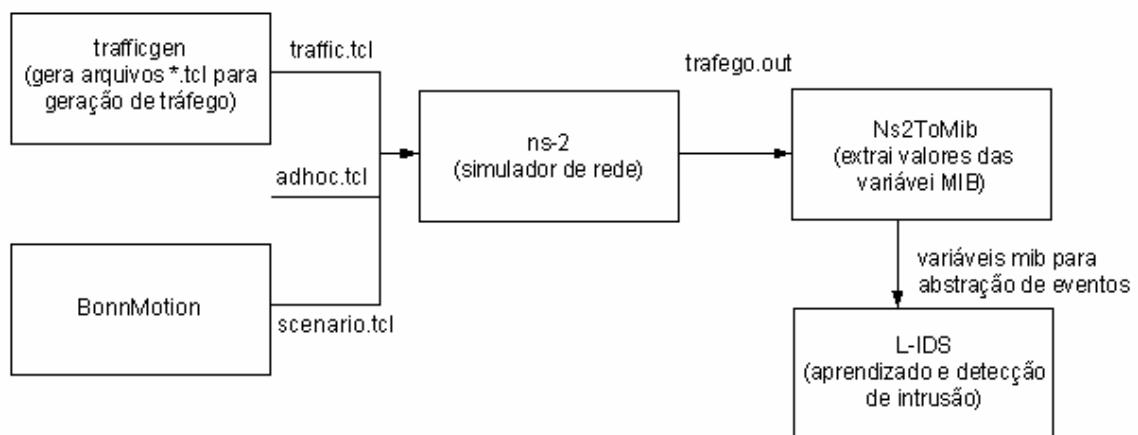 trafficgen
(gera arquivos *.tcl para
geração de tráfego)
traffic.tcl
adhoc.tcl
BonnMotion
scenario.tcl
ns-2
(simulador de rede)
trafego.out
Ns2ToMib
(extrai valores das
variávei MIB)
variáveis mib para
abstração de eventos
L-IDS
(aprendizado e detecção
de intrusão)